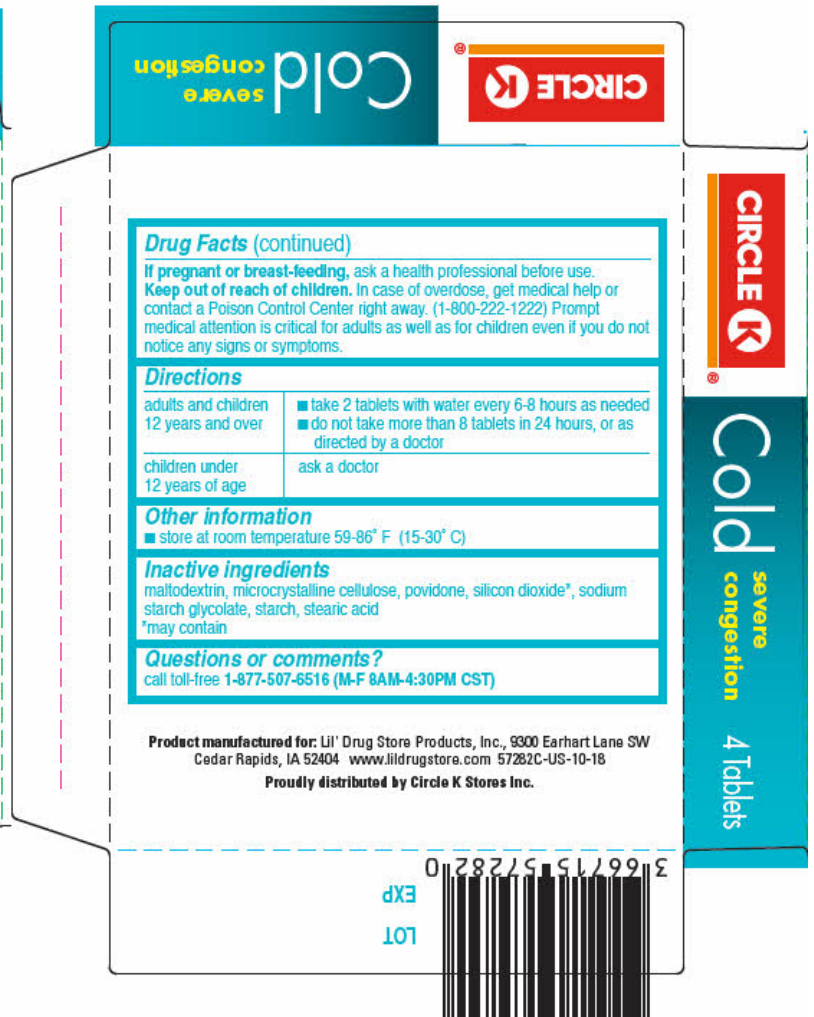 CIRCLE K
®
Cold
severe
congestion
Drug Facts (continued)
If pregnant or breast-feeding, ask a health professional before use.
Keep out of reach of children. In case of overdose, get medical help or
contact a Poison Control Center right away. (1-800-222-1222) Prompt
medical attention is critical for adults as well as for children even if you do not
notice any signs or symptoms.
Directions
adults and children
12 years and over
■ take 2 tablets with water every 6-8 hours as needed
■ do not take more than 8 tablets in 24 hours, or as
directed by a doctor
children under
12 years of age
ask a doctor
Other information
■ store at room temperature 59-86° F (15-30° C)
Inactive ingredients
maltodextrin, microcrystalline cellulose, povidone, silicon dioxide*, sodium
starch glycolate, starch, stearic acid
*may contain
Questions or comments?
call toll-free 1-877-507-6516 (M-F 8AM-4:30PM CST)
Product manufactured for: Lil' Drug Store Products, Inc., 9300 Earhart Lane SW
Cedar Rapids, IA 52404 www.lildrugstore.com 57282C-US-10-18
Proudly distributed by Circle K Stores Inc.
CIRCLE K
®
Cold
severe
congestion
4 Tablets
LOT
EXP
3 66715 57282 0